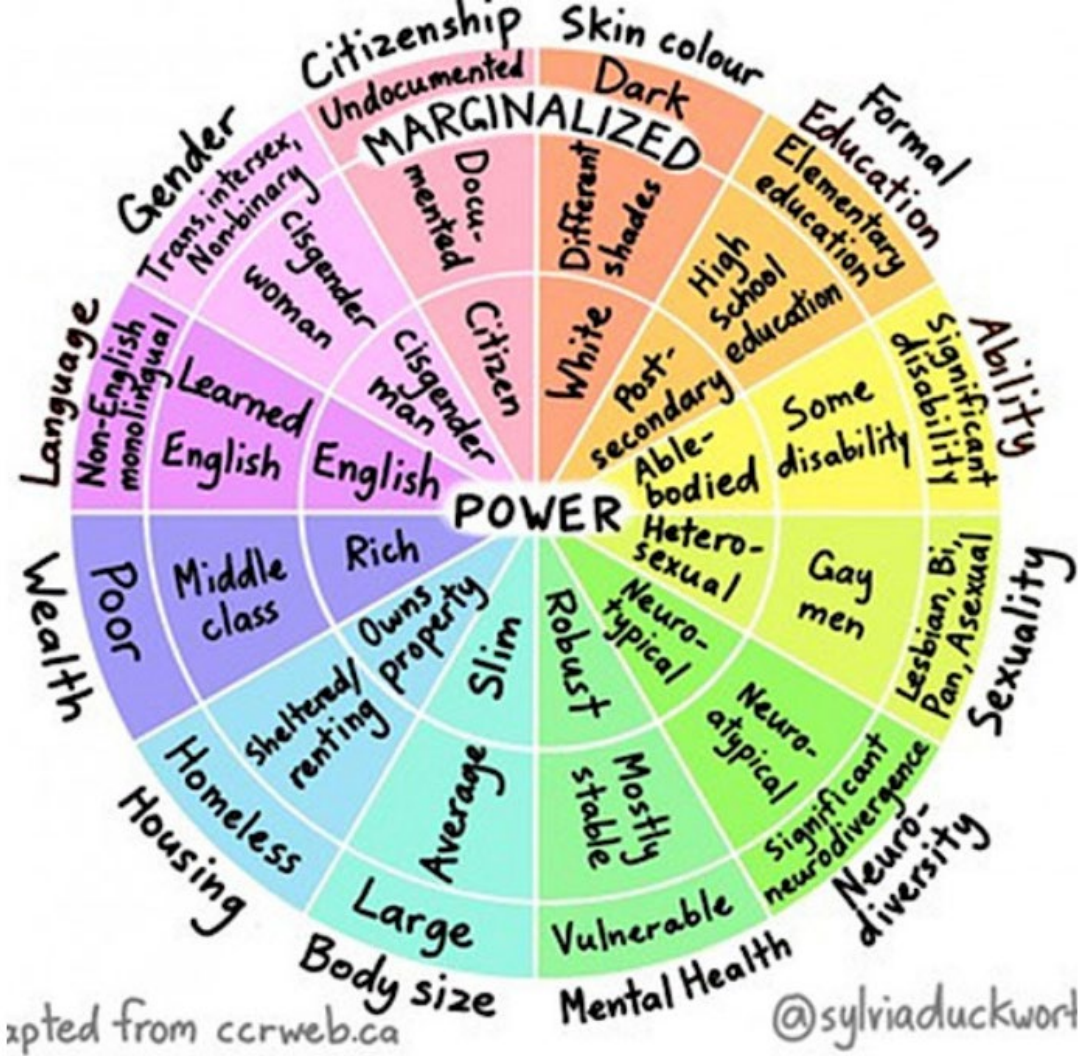 Citizenship
Undocumented
Docu-
mented
Citizen
Skin colour
Dark
Different
shades
White
Formal
Education
Elementary
education
High
school
education
Post-
secondary
Ability
Significant
disability
Some
disability
Able-
bodied
Sexuality
Lesbian, Bi,
Pan, Asexual
Gay
men
Hetero-
sexual
Neuro-
diversity
Significant
neurodivergence
Neuro-
atypical
Neuro-
typical
Mental Health
Vulnerable
Mostly
stable
Robust
Body size
Large
Average
Slim
Housing
Homeless
Sheltered/
renting
Owns
property
Wealth
Poor
Middle
class
Rich
Language
Non-English
monolingual
Learned
English
English
Gender
Trans, intersex,
Non-binary
cisgender
woman
cisgender
man
MARGINALIZED
POWER
apted from ccrweb.ca
@sylviaduckwort